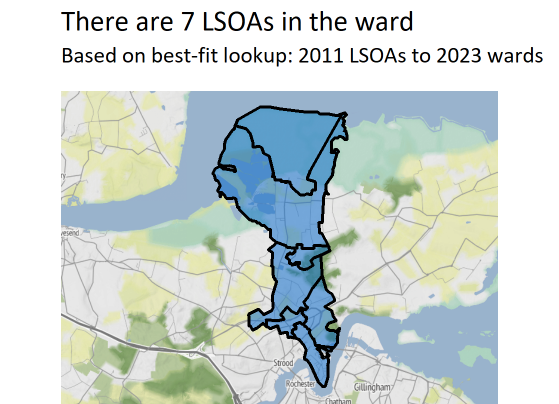 There are 7 LSOAs in the ward
Based on best-fit lookup: 2011 LSOAs to 2023 wards
esend
Strood
Rochester
Gillingham
Chatham